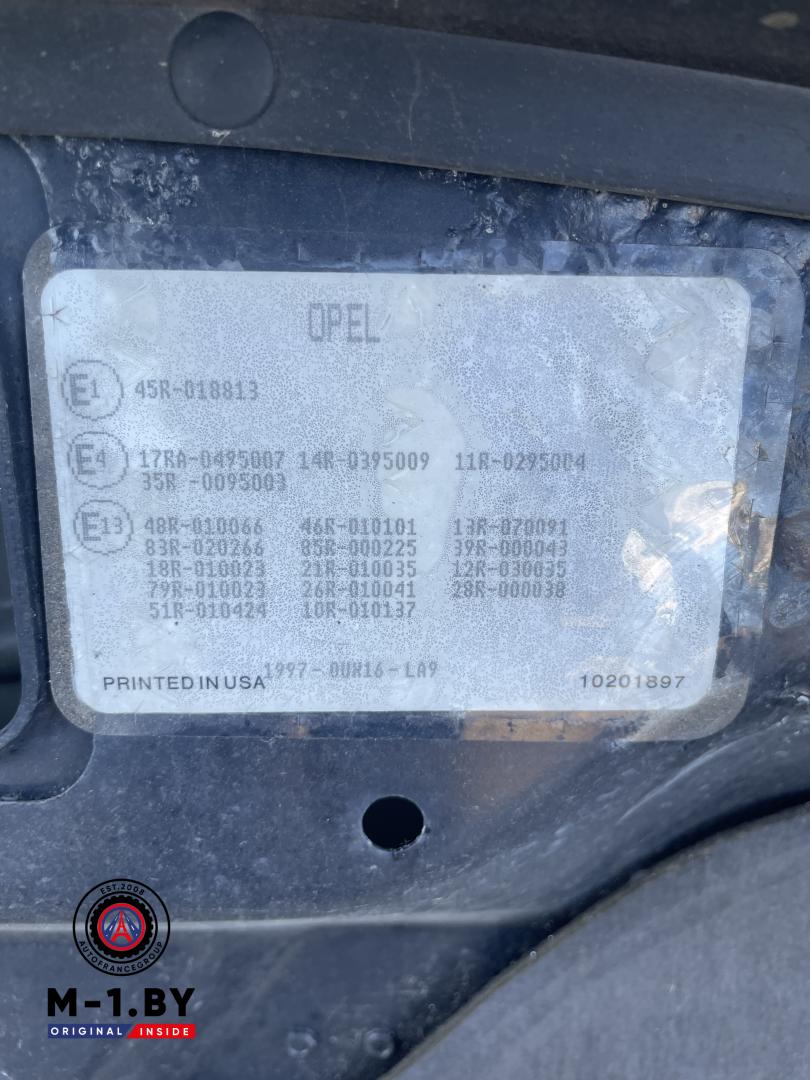 OPEL
E1 45R-018813
E4 17RA-0495007 14R-0395009 11R-0295004
35R -0095003
E13 48R-010066 46R-010101 13R-070091
83R-020266 85R-000225 39R-000043
18R-010023 21R-010035 12R-030035
79R-010023 26R-010041 28R-000038
51R-010424 10R-010137
1997-0UW16-LA9
PRINTED IN USA 10201897
EST.2008
AUTOFRANCEGROUP
M-1.BY
ORIGINAL INSIDE